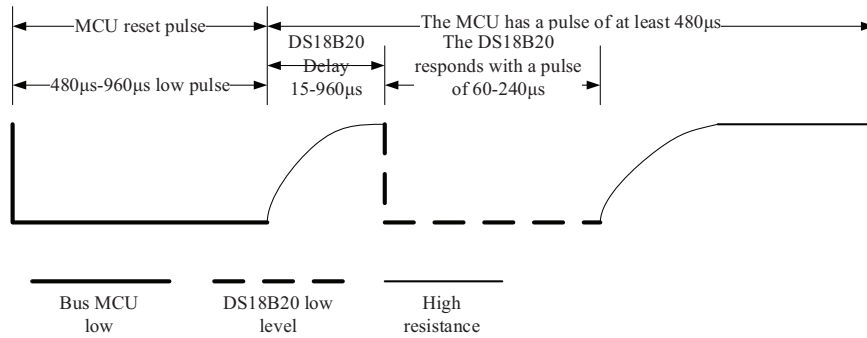 MCU reset pulse
The MCU has a pulse of at least 480μs
DS18B20
Delay
15-960μs
The DS18B20
responds with a pulse
of 60-240μs
480μs-960μs low pulse
Bus MCU
low
DS18B20 low
level
High
resistance